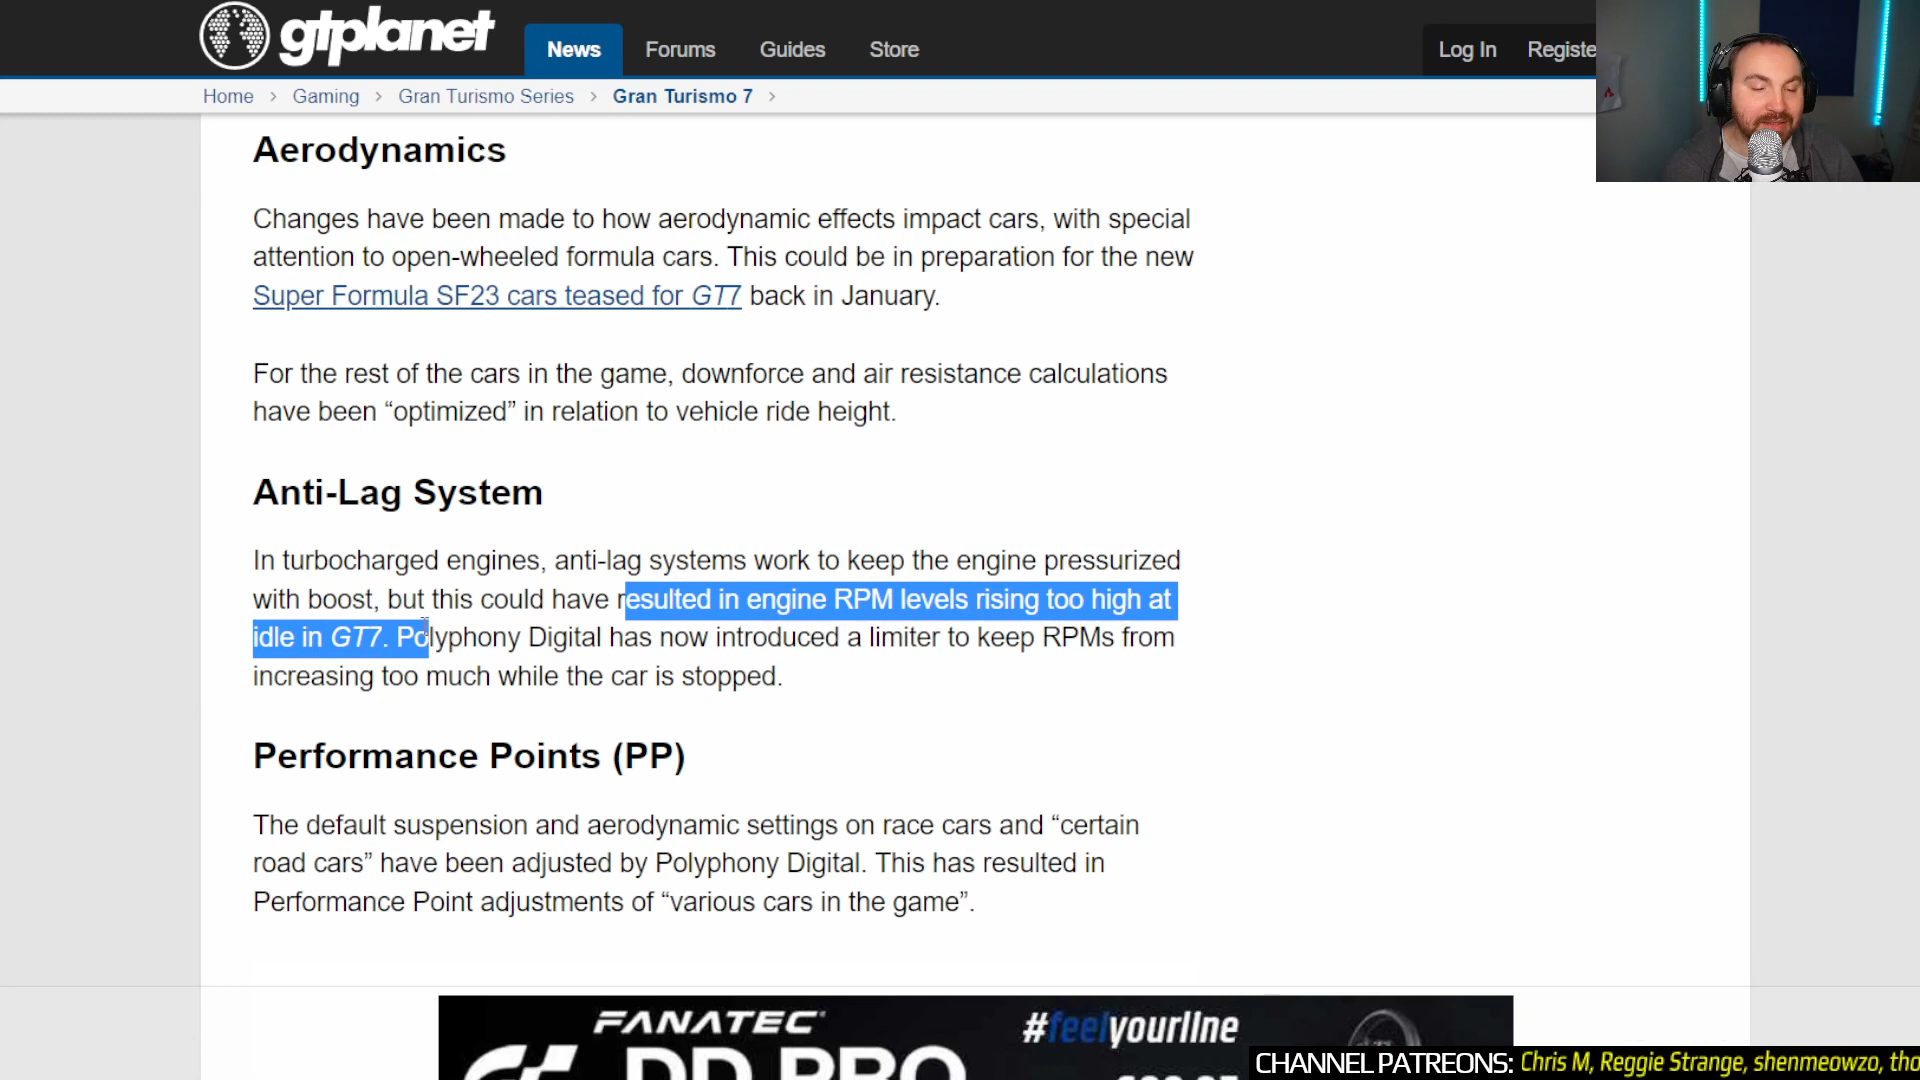 gtplanet
News Forums Guides Store
Log In Registe
Home > Gaming > Gran Turismo Series > Gran Turismo 7 >
Aerodynamics
Changes have been made to how aerodynamic effects impact cars, with special
attention to open-wheeled formula cars. This could be in preparation for the new
Super Formula SF23 cars teased for GT7 back in January.
For the rest of the cars in the game, downforce and air resistance calculations
have been “optimized” in relation to vehicle ride height.
Anti-Lag System
In turbocharged engines, anti-lag systems work to keep the engine pressurized
with boost, but this could have resulted in engine RPM levels rising too high at
idle in GT7. Polyphony Digital has now introduced a limiter to keep RPMs from
increasing too much while the car is stopped.
Performance Points (PP)
The default suspension and aerodynamic settings on race cars and “certain
road cars” have been adjusted by Polyphony Digital. This has resulted in
Performance Point adjustments of “various cars in the game”.
FANATEC
#feelyourline
DD PRO
CHANNEL PATREONS: Chris M, Reggie Strange, shenmeowzo, tho